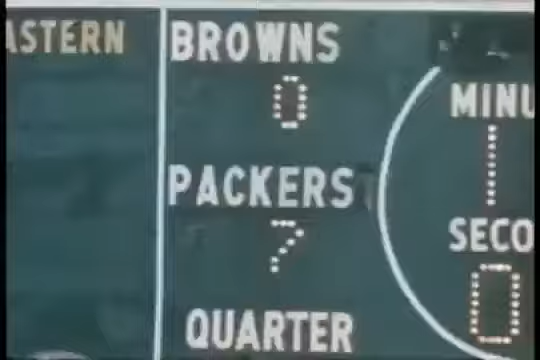 ASTERN
BROWNS
0
MINU
1
PACKERS
7
SECO
0
QUARTER